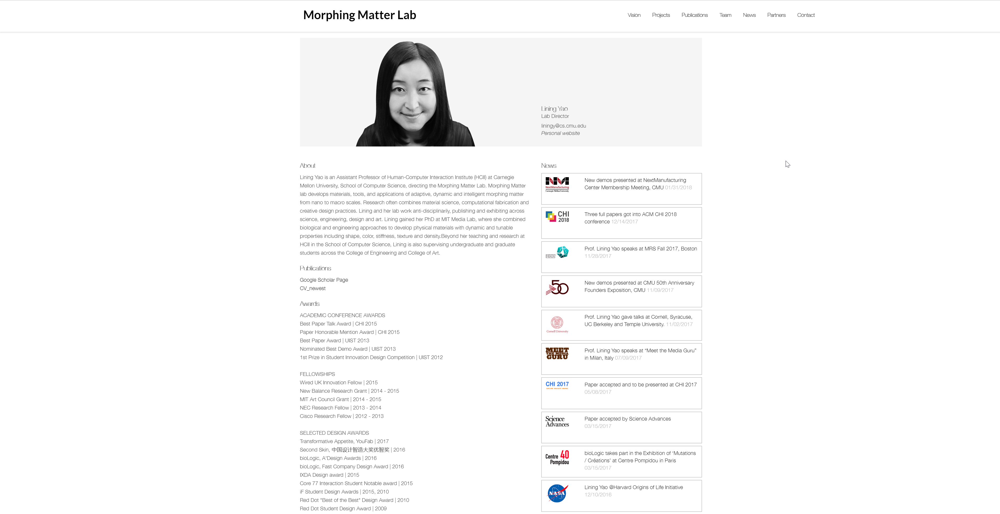 Morphing Matter Lab
Vision Projects Publications Team News Partners Contact
Lining Yao
Lab Director
liningy@cs.cmu.edu
Personal website
About
Lining Yao is an Assistant Professor of Human-Computer Interaction Institute (HCII) at Carnegie
Mellon University, School of Computer Science, directing the Morphing Matter Lab. Morphing Matter
lab develops materials, tools, and applications of adaptive, dynamic and intelligent morphing matter
from nano to macro scales. Research often combines material science, computational fabrication and
creative design practices. Lining and her lab work anti-disciplinarily, publishing and exhibiting across
science, engineering, design and art. Lining gained her PhD at MIT Media Lab, where she combined
biological and engineering approaches to develop physical materials with dynamic and tunable
properties including shape, color, stiffness, texture and density.Beyond her teaching and research at
HCII in the School of Computer Science, Lining is also supervising undergraduate and graduate
students across the College of Engineering and College of Art.
Publications
Google Scholar Page
CV_newest
Awards
ACADEMIC CONFERENCE AWARDS
Best Paper Talk Award | CHI 2015
Paper Honorable Mention Award | CHI 2015
Best Paper Award | UIST 2013
Nominated Best Demo Award | UIST 2013
1st Prize in Student Innovation Design Competition | UIST 2012
FELLOWSHIPS
Wired UK Innovation Fellow | 2015
New Balance Research Grant | 2014 - 2015
MIT Art Council Grant | 2014 - 2015
NEC Research Fellow | 2013 - 2014
Cisco Research Fellow | 2012 - 2013
SELECTED DESIGN AWARDS
Transformative Appetite, YouFab | 2017
Second Skin, 中国设计智造大奖优智奖 | 2016
bioLogic, A'Design Awards | 2016
bioLogic, Fast Company Design Award | 2016
IXDA Design award | 2015
Core 77 Interaction Student Notable award | 2015
iF Student Design Awards | 2015, 2010
Red Dot "Best of the Best" Design Award | 2010
Red Dot Student Design Award | 2009
News
NM
NextManufacturing
Carnegie Mellon University
New demos presented at NextManufacturing
Center Membership Meeting, CMU 01/31/2018
CHI
2018
Three full papers got into ACM CHI 2018
conference 12/14/2017
MRS
Prof. Lining Yao speaks at MRS Fall 2017, Boston
11/28/2017
50
New demos presented at CMU 50th Anniversary
Founders Exposition, CMU 11/09/2017
Cornell University
Prof. Lining Yao gave talks at Cornell, Syracuse,
UC Berkeley and Temple University. 11/02/2017
MEET
THE MEDIA
GURU
Prof. Lining Yao speaks at “Meet the Media Guru”
in Milan, Italy 07/09/2017
CHI 2017
EXPLORE INNOVATE INSPIRE
Paper accepted and to be presented at CHI 2017
05/08/2017
Science
Advances
Paper accepted by Science Advances
03/15/2017
Centre 40
Pompidou
bioLogic takes part in the Exhibition of ‘Mutations
/ Créations’ at Centre Pompidou in Paris
03/15/2017
NASA
Lining Yao @Harvard Origins of Life Initiative
12/10/2016